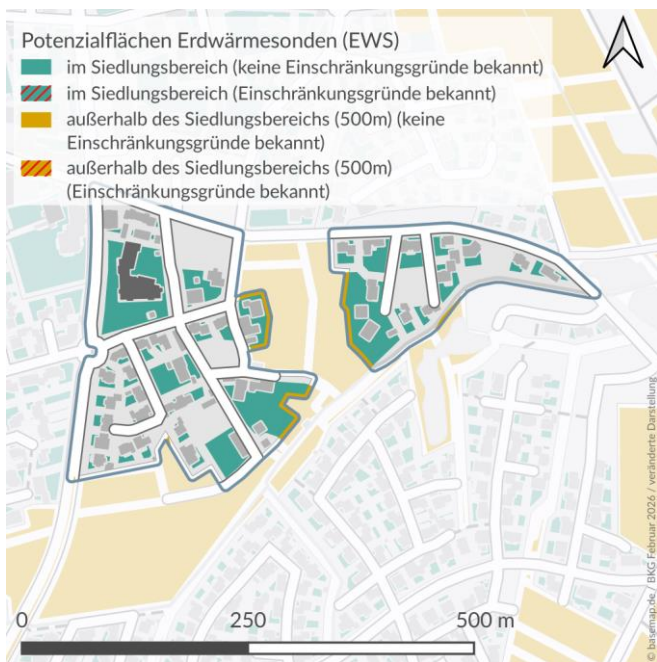 Potenzialflächen Erdwärmesonden (EWS)
im Siedlungsbereich (keine Einschränkungsgründe bekannt)
im Siedlungsbereich (Einschränkungsgründe bekannt)
außerhalb des Siedlungsbereichs (500m) (keine
Einschränkungsgründe bekannt)
außerhalb des Siedlungsbereichs (500m)
(Einschränkungsgründe bekannt)
0 250 500 m
© basemap.de / BKG Februar 2026 / veränderte Darstellung